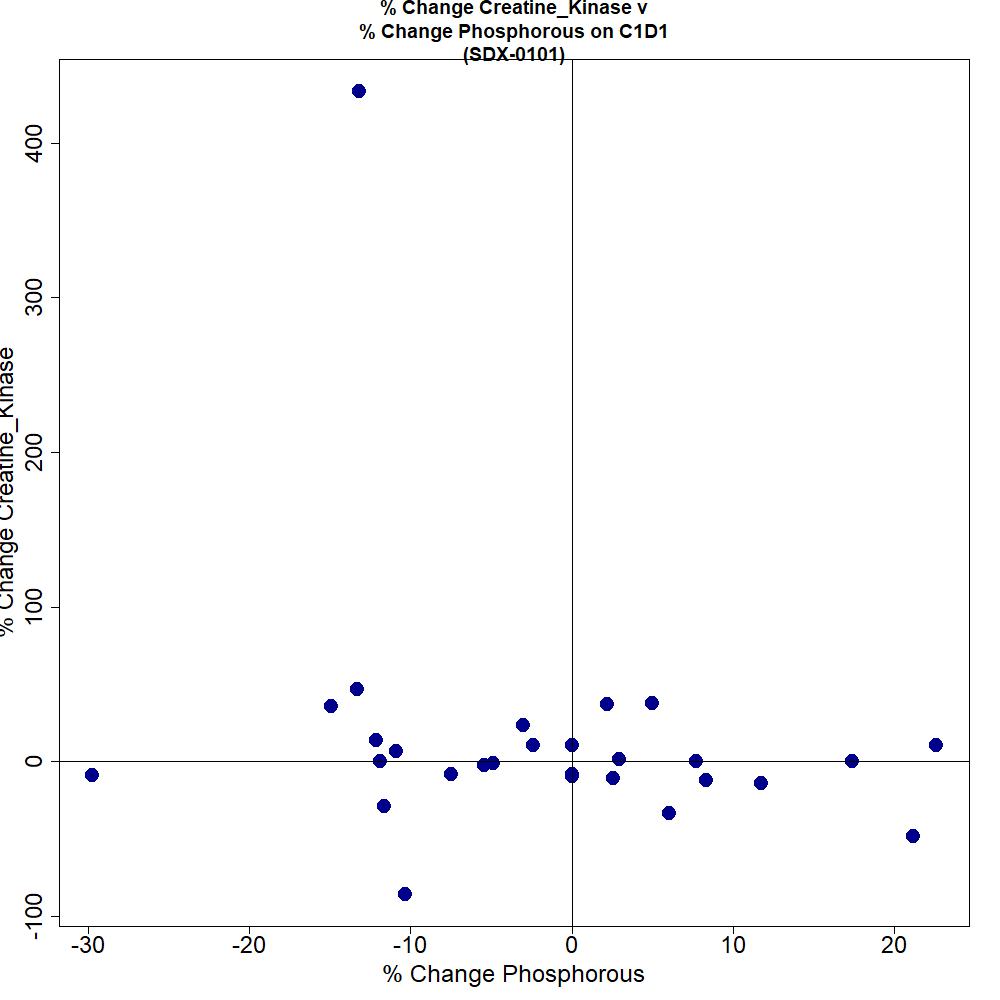 % Change Creatine_Kinase v
% Change Phosphorous on C1D1
(SDX-0101)
% Change Creatine_Kinase
400
300
200
100
0
-100
-30 -20 -10 0 10 20
% Change Phosphorous